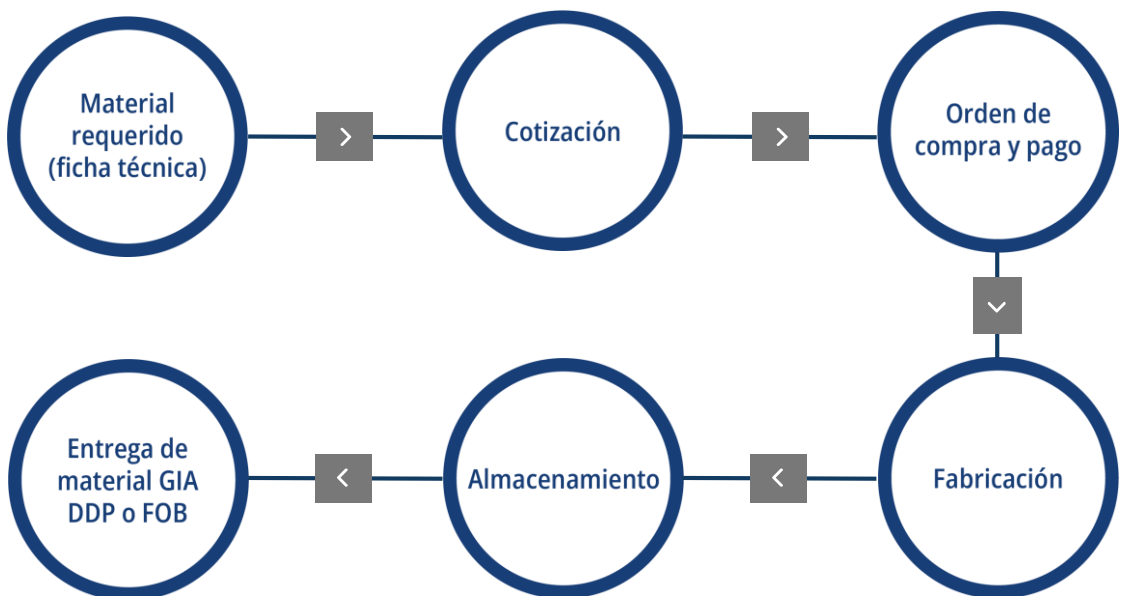 Material
requerido
(ficha técnica)
Cotización
Orden de
compra y pago
Fabricación
Almacenamiento
Entrega de
material GIA
DDP o FOB